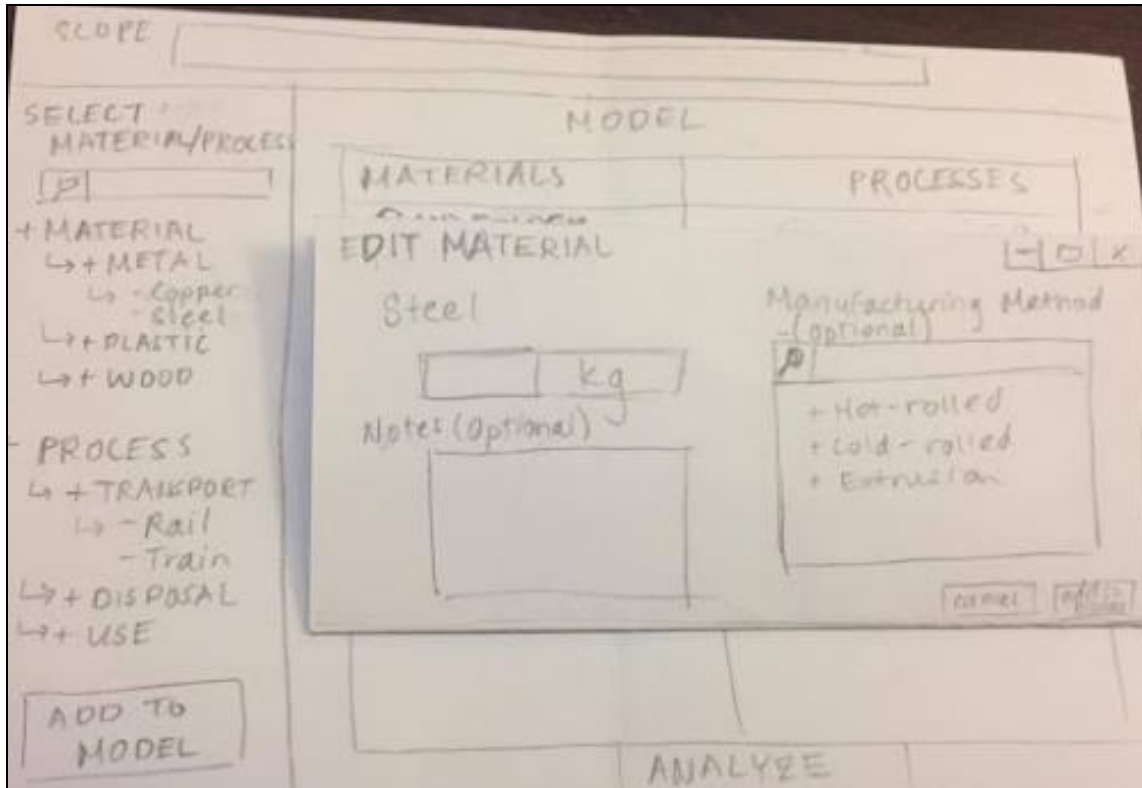 SCOPE
SELECT
MATERIAL/PROCESS
+ MATERIAL
↳ + METAL
↳ - Copper
- Steel
↳ + PLASTIC
↳ + WOOD
- PROCESS
↳ + TRANSPORT
↳ - Rail
- Train
↳ + DISPOSAL
↳ + USE
ADD TO
MODEL
MODEL
MATERIALS PROCESSES
EDIT MATERIAL
Steel
kg
Notes (Optional)
Manufacturing Method
(optional)
+ Hot-rolled
+ Cold-rolled
+ Extrusion
cancel
ANALYZE